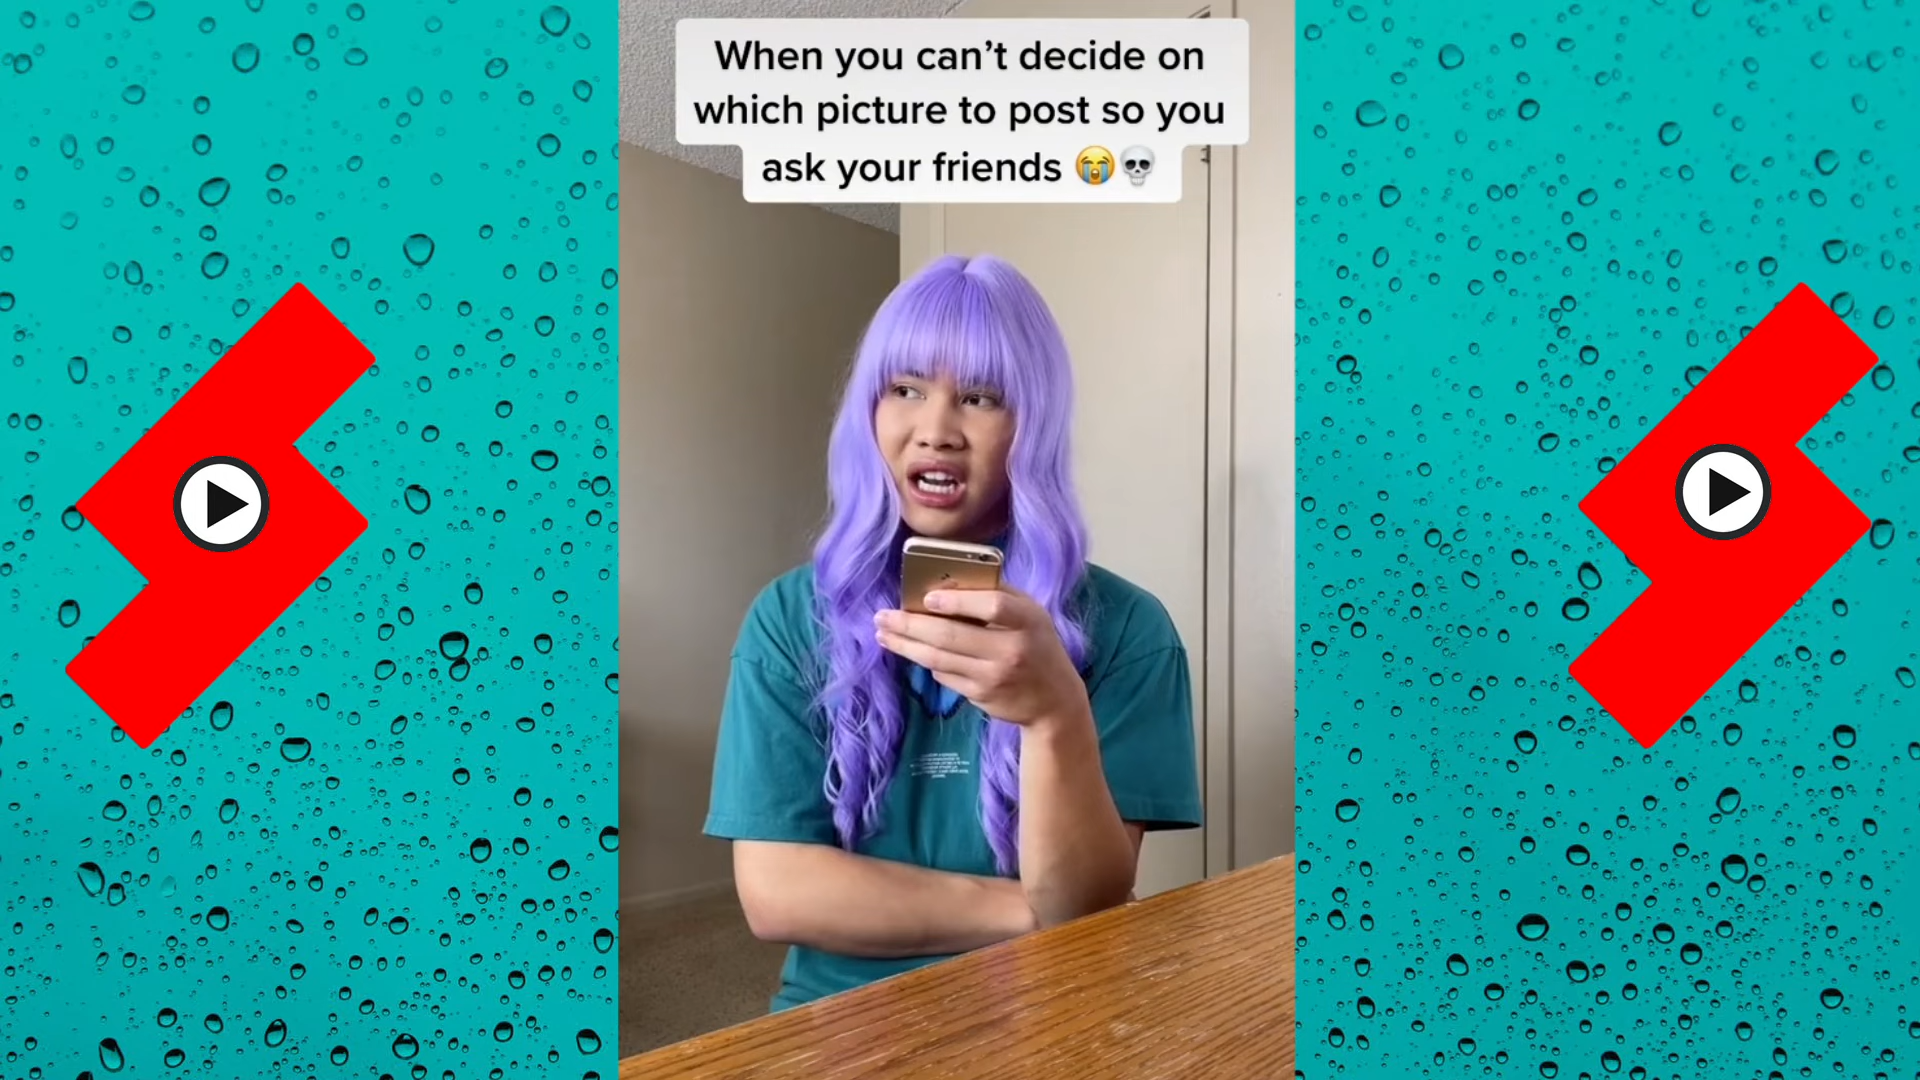 When you can’t decide on
which picture to post so you
ask your friends 😭💀